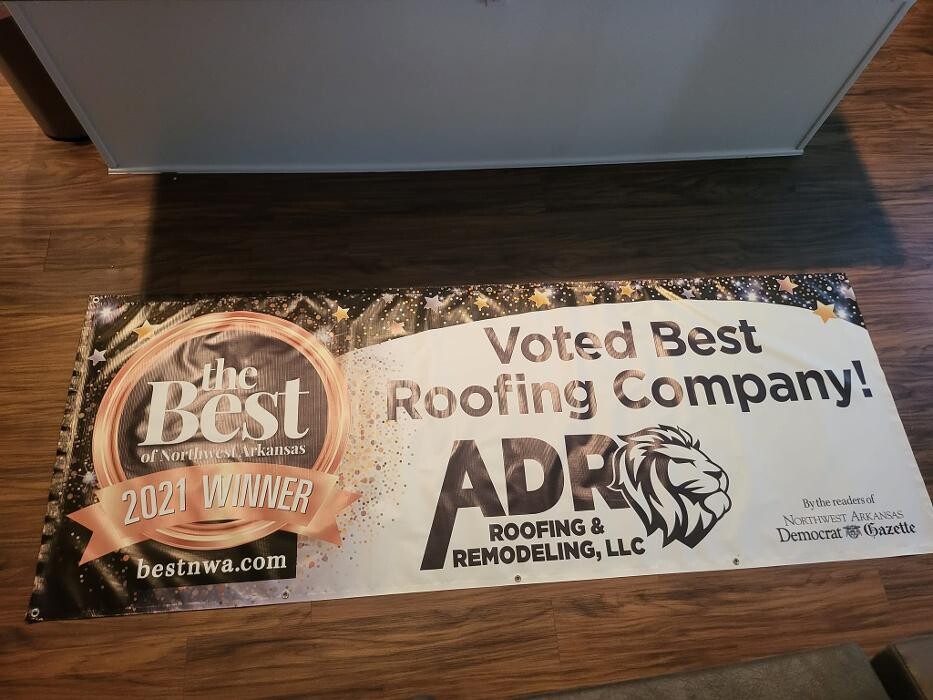 the
Best
of Northwest Arkansas
2021 WINNER
bestnwa.com
Voted Best
Roofing Company!
ADR
ROOFING &
REMODELING, LLC
By the readers of
NORTHWEST ARKANSAS
Democrat Gazette